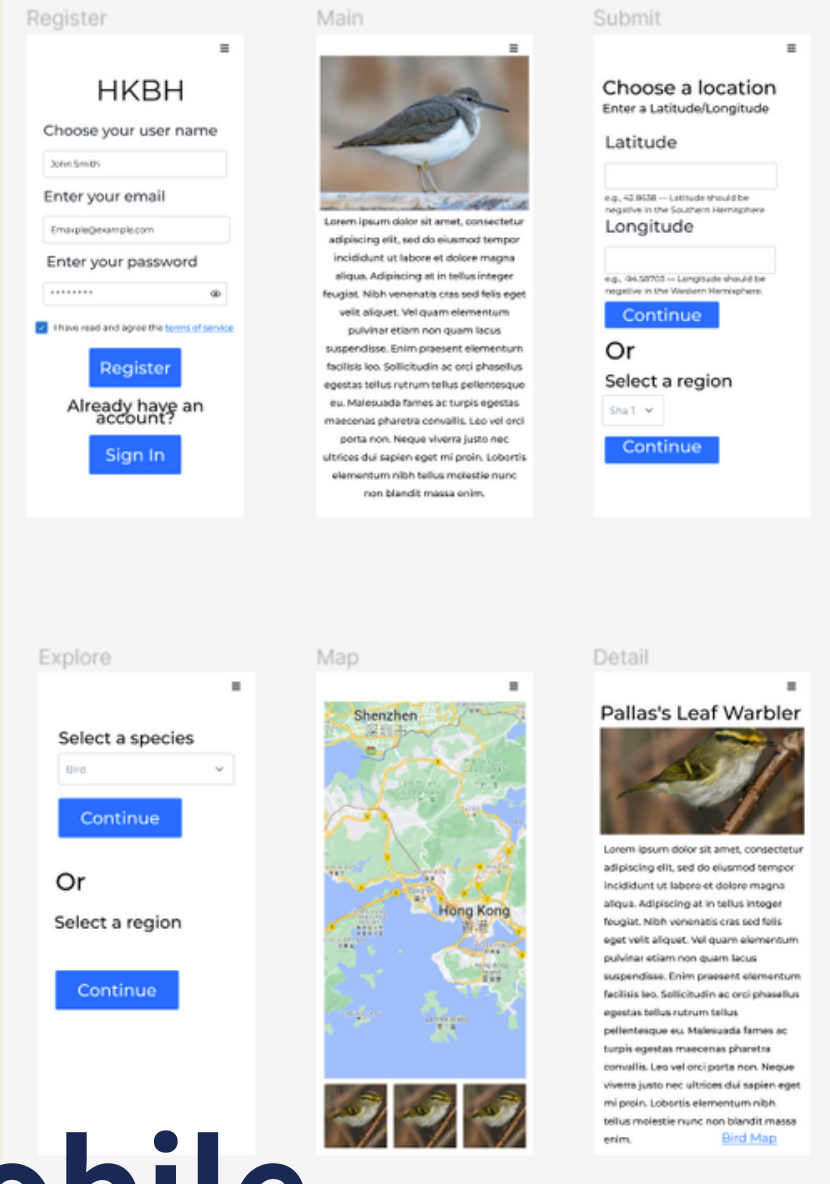 Register
HKBH
Choose your user name
John Smith
Enter your email
Emaxple@example.com
Enter your password
********
I have read and agree the terms of service
Register
Already have an
account?
Sign In
Main
Lorem ipsum dolor sit amet, consectetur
adipiscing elit, sed do eiusmod tempor
incididunt ut labore et dolore magna
aliqua. Adipiscing at in tellus integer
feugiat. Nibh venenatis cras sed felis eget
velit aliquet. Vel quam elementum
pulvinar etiam non quam lacus
suspendisse. Enim praesent elementum
facilisis leo. Sollicitudin ac orci phasellus
egestas tellus rutrum tellus pellentesque
eu. Malesuada fames ac turpis egestas
maecenas pharetra convallis. Leo vel orci
porta non. Neque viverra justo nec
ultrices dui sapien eget mi proin. Lobortis
elementum nibh tellus molestie nunc
non blandit massa enim.
Submit
Choose a location
Enter a Latitude/Longitude
Latitude
e.g., 42.8638 — Latitude should be
negative in the Southern Hemisphere
Longitude
e.g., -94.58703 — Longitude should be
negative in the Western Hemisphere.
Continue
Or
Select a region
Sha T
Continue
Explore
Select a species
Bird
Continue
Or
Select a region
Continue
Map
Shenzhen
Hong Kong
香港
Detail
Pallas's Leaf Warbler
Lorem ipsum dolor sit amet, consectetur
adipiscing elit, sed do eiusmod tempor
incididunt ut labore et dolore magna
aliqua. Adipiscing at in tellus integer
feugiat. Nibh venenatis cras sed felis
eget velit aliquet. Vel quam elementum
pulvinar etiam non quam lacus
suspendisse. Enim praesent elementum
facilisis leo. Sollicitudin ac orci phasellus
egestas tellus rutrum tellus
pellentesque eu. Malesuada fames ac
turpis egestas maecenas pharetra
convallis. Leo vel orci porta non. Neque
viverra justo nec ultrices dui sapien eget
mi proin. Lobortis elementum nibh
tellus molestie nunc non blandit massa
enim.
Bird Map